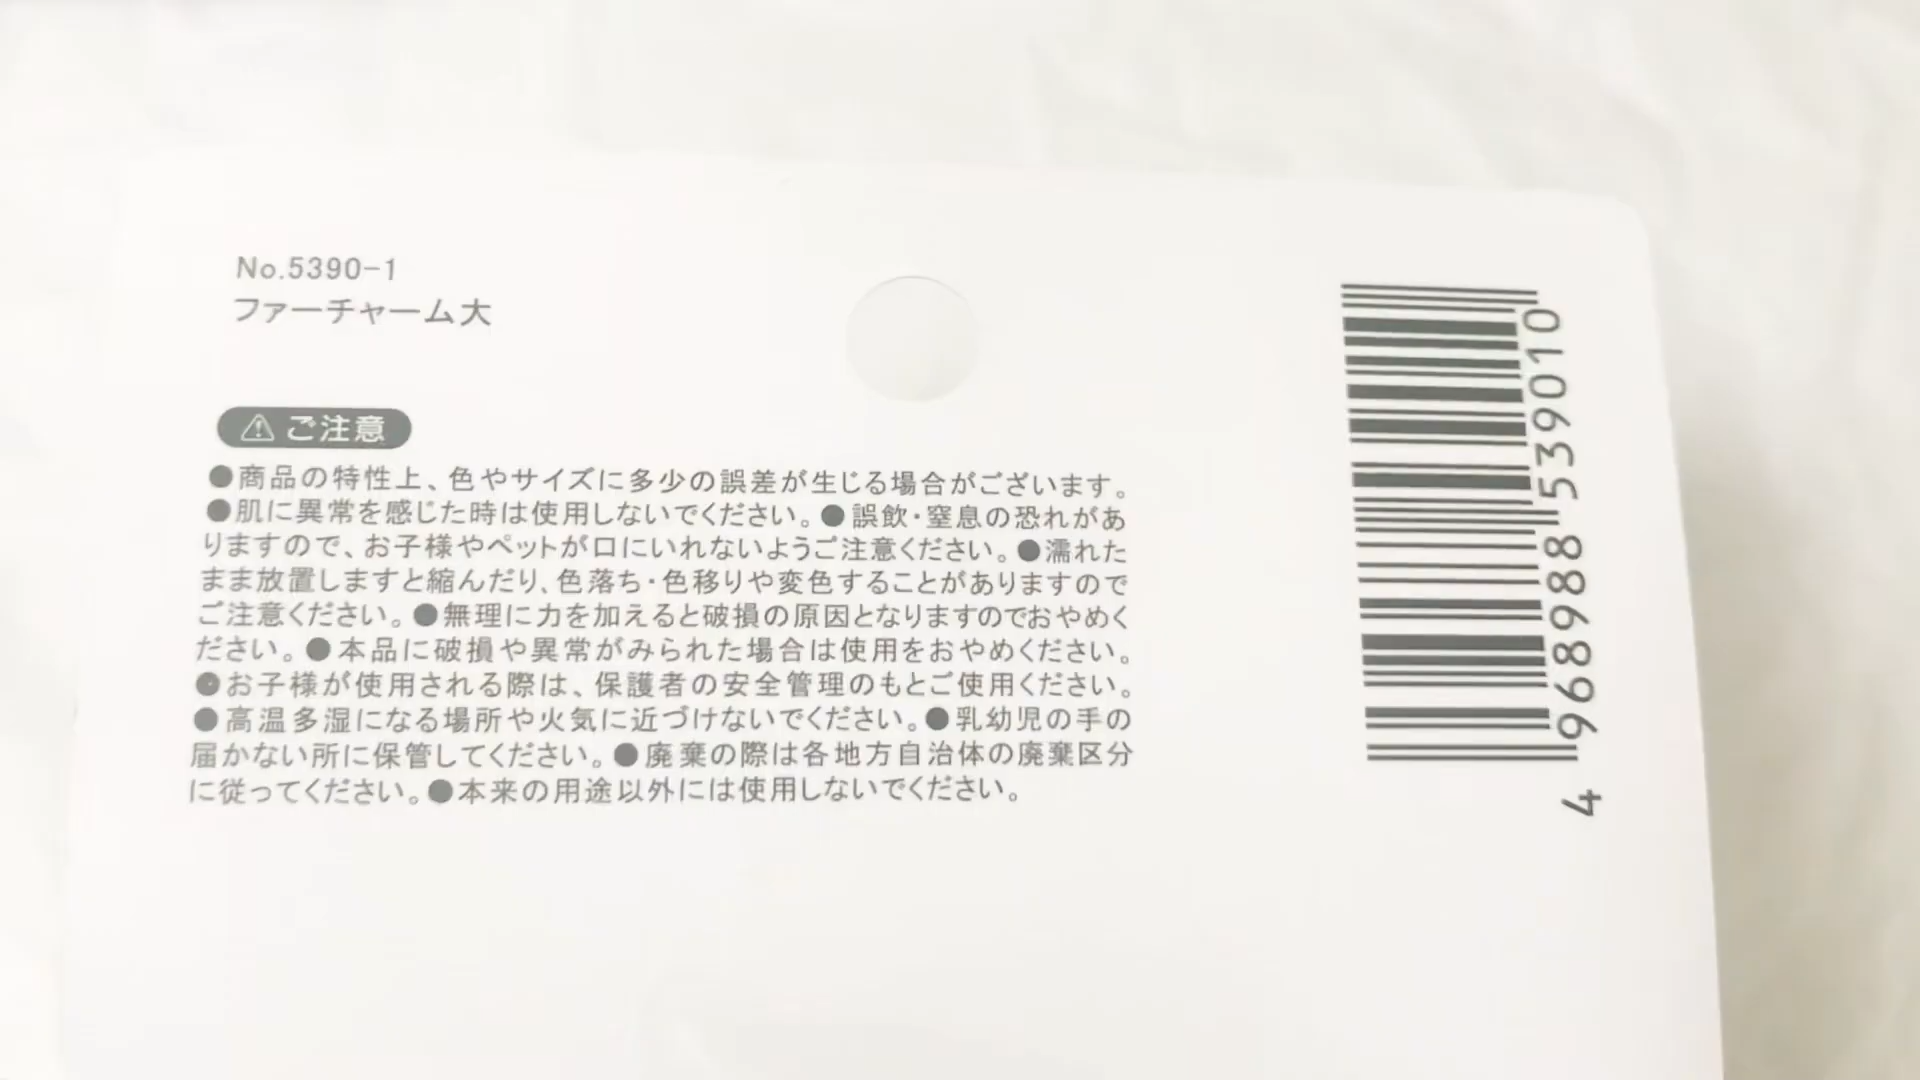 No.5390-1
ファーチャーム大
⚠ ご注意
●商品の特性上、色やサイズに多少の誤差が生じる場合がございます。
●肌に異常を感じた時は使用しないでください。●誤飲・窒息の恐れがあ
りますので、お子様やペットが口にいれないようご注意ください。●濡れた
まま放置しますと縮んだり、色落ち・色移りや変色することがありますので
ご注意ください。●無理に力を加えると破損の原因となりますのでおやめく
ださい。●本品に破損や異常がみられた場合は使用をおやめください。
●お子様が使用される際は、保護者の安全管理のもとご使用ください。
●高温多湿になる場所や火気に近づけないでください。●乳幼児の手の
届かない所に保管してください。●廃棄の際は各地方自治体の廃棄区分
に従ってください。●本来の用途以外には使用しないでください。
4 968988 539010